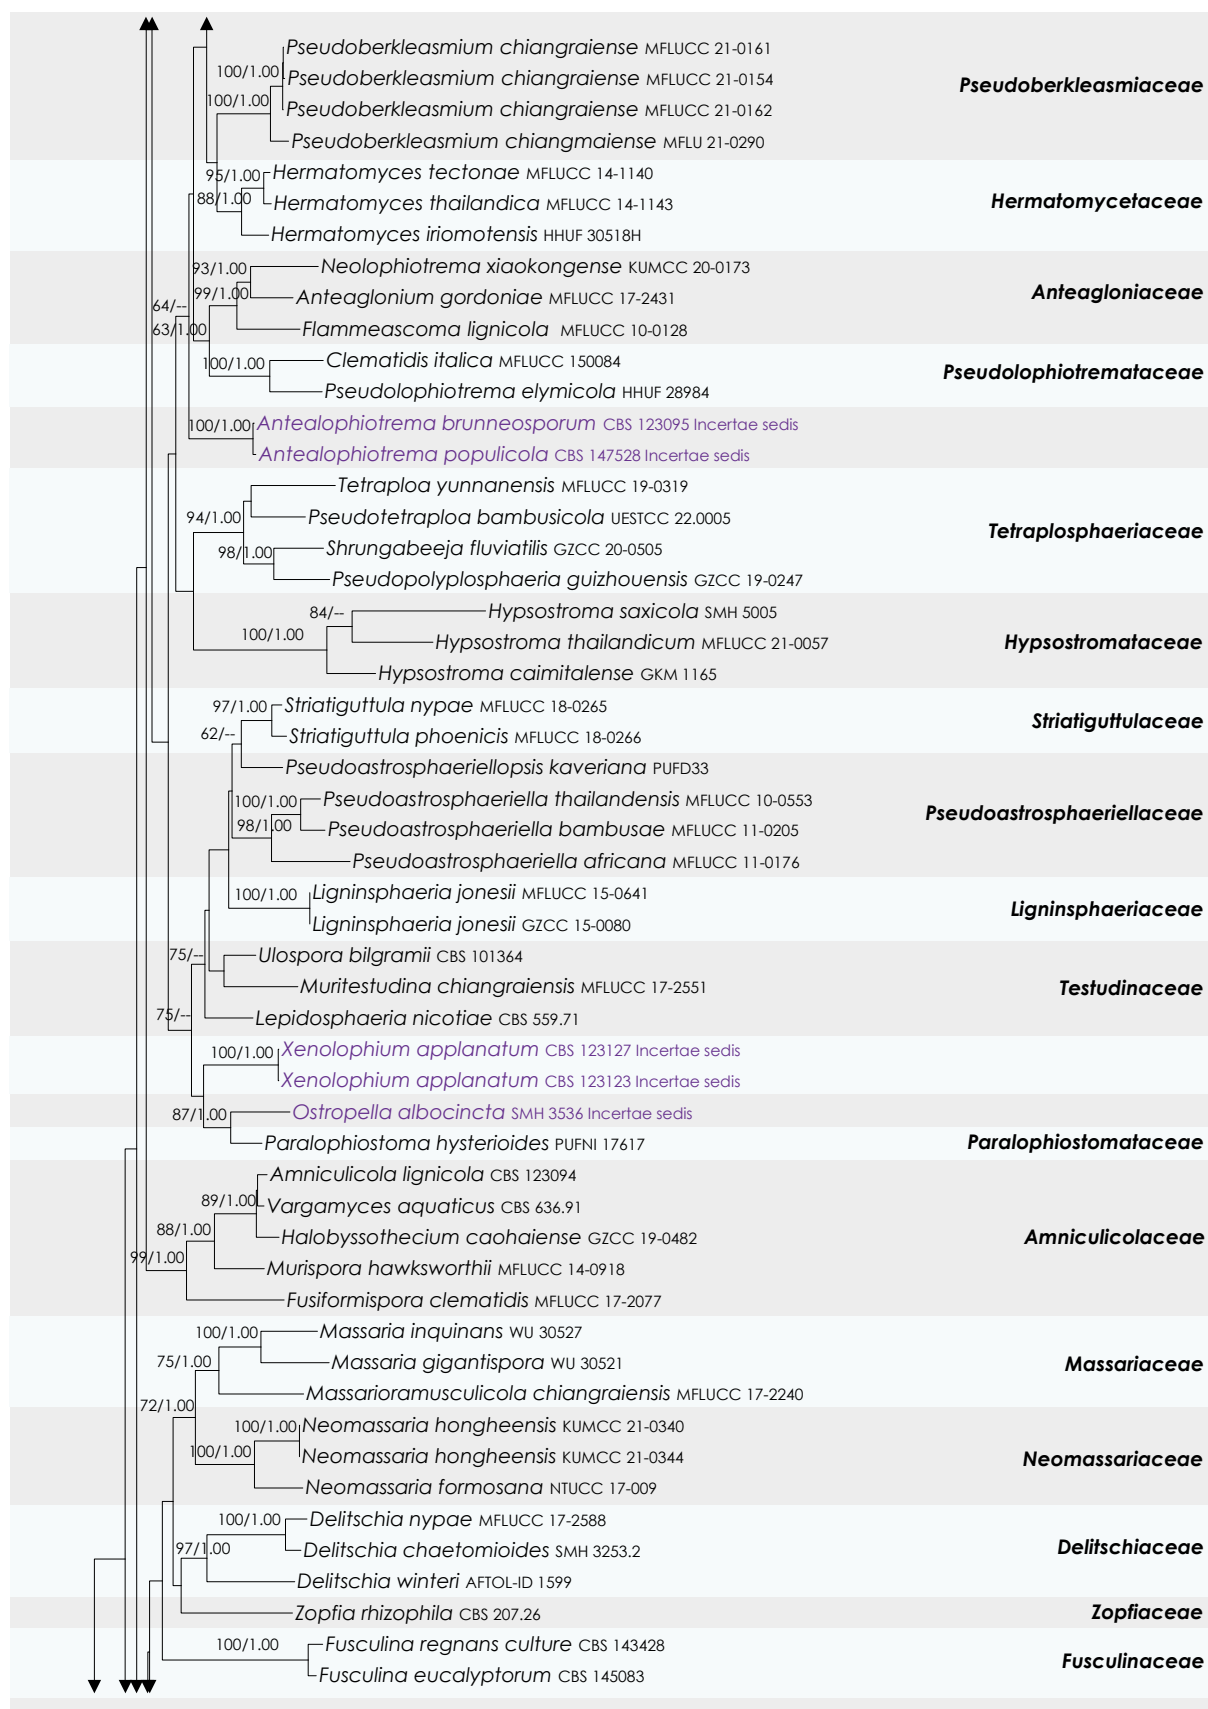 Pseudoberkleasmium chiangraiense MFLUCC 21-0161
100/1.00
Pseudoberkleasmium chiangraiense MFLUCC 21-0154
Pseudoberkleasmiaceae
100/1.00
Pseudoberkleasmium chiangraiense MFLUCC 21-0162
Pseudoberkleasmium chiangmaiense MFLU 21-0290
95/1.00
Hermatomyces tectonae MFLUCC 14-1140
88/1.00
Hermatomyces thailandica MFLUCC 14-1143
Hermatomycetaceae
Hermatomyces iriomotensis HHUF 30518H
93/1.00
Neolophiotrema xiaokongense KUMCC 20-0173
99/1.00
Anteaglonium gordoniae MFLUCC 17-2431
Anteagloniaceae
64/--
63/1.00
Flammeascoma lignicola MFLUCC 10-0128
100/1.00
Clematidis italica MFLUCC 150084
Pseudolophiotremataceae
Pseudolophiotrema elymicola HHUF 28984
100/1.00
Antealophiotrema brunneosporum CBS 123095 Incertae sedis
Antealophiotrema populicola CBS 147528 Incertae sedis
Tetraploa yunnanensis MFLUCC 19-0319
94/1.00
Pseudotetraploa bambusicola UESTCC 22.0005
Tetraplosphaeriaceae
98/1.00
Shrungabeeja fluviatilis GZCC 20-0505
Pseudopolyplosphaeria guizhouensis GZCC 19-0247
84/--
Hypsostroma saxicola SMH 5005
100/1.00
Hypsostroma thailandicum MFLUCC 21-0057
Hypsostromataceae
Hypsostroma caimitalense GKM 1165
97/1.00
Striatiguttula nypae MFLUCC 18-0265
Striatiguttulaceae
62/--
Striatiguttula phoenicis MFLUCC 18-0266
Pseudoastrosphaeriellopsis kaveriana PUFD33
100/1.00
Pseudoastrosphaeriella thailandensis MFLUCC 10-0553
Pseudoastrosphaeriellaceae
98/1.00
Pseudoastrosphaeriella bambusae MFLUCC 11-0205
Pseudoastrosphaeriella africana MFLUCC 11-0176
100/1.00
Ligninsphaeria jonesii MFLUCC 15-0641
Ligninsphaeriaceae
Ligninsphaeria jonesii GZCC 15-0080
75/--
Ulospora bilgramii CBS 101364
Muritestudina chiangraiensis MFLUCC 17-2551
Testudinaceae
75/--
Lepidosphaeria nicotiae CBS 559.71
100/1.00
Xenolophium applanatum CBS 123127 Incertae sedis
Xenolophium applanatum CBS 123123 Incertae sedis
87/1.00
Ostropella albocincta SMH 3536 Incertae sedis
Paralophiostoma hysterioides PUFNI 17617
Paralophiostomataceae
Amniculicola lignicola CBS 123094
89/1.00
Vargamyces aquaticus CBS 636.91
88/1.00
Halobyssothecium caohaiense GZCC 19-0482
Amniculicolaceae
99/1.00
Murispora hawksworthii MFLUCC 14-0918
Fusiformispora clematidis MFLUCC 17-2077
100/1.00
Massaria inquinans WU 30527
75/1.00
Massaria gigantispora WU 30521
Massariaceae
Massarioramusculicola chiangraiensis MFLUCC 17-2240
72/1.00
100/1.00
Neomassaria hongheensis KUMCC 21-0340
100/1.00
Neomassaria hongheensis KUMCC 21-0344
Neomassariaceae
Neomassaria formosana NTUCC 17-009
100/1.00
Delitschia nypae MFLUCC 17-2588
97/1.00
Delitschia chaetomioides SMH 3253.2
Delitschiaceae
Delitschia winteri AFTOL-ID 1599
Zopfia rhizophila CBS 207.26
Zopfiaceae
100/1.00
Fusculina regnans culture CBS 143428
Fusculinaceae
Fusculina eucalyptorum CBS 145083